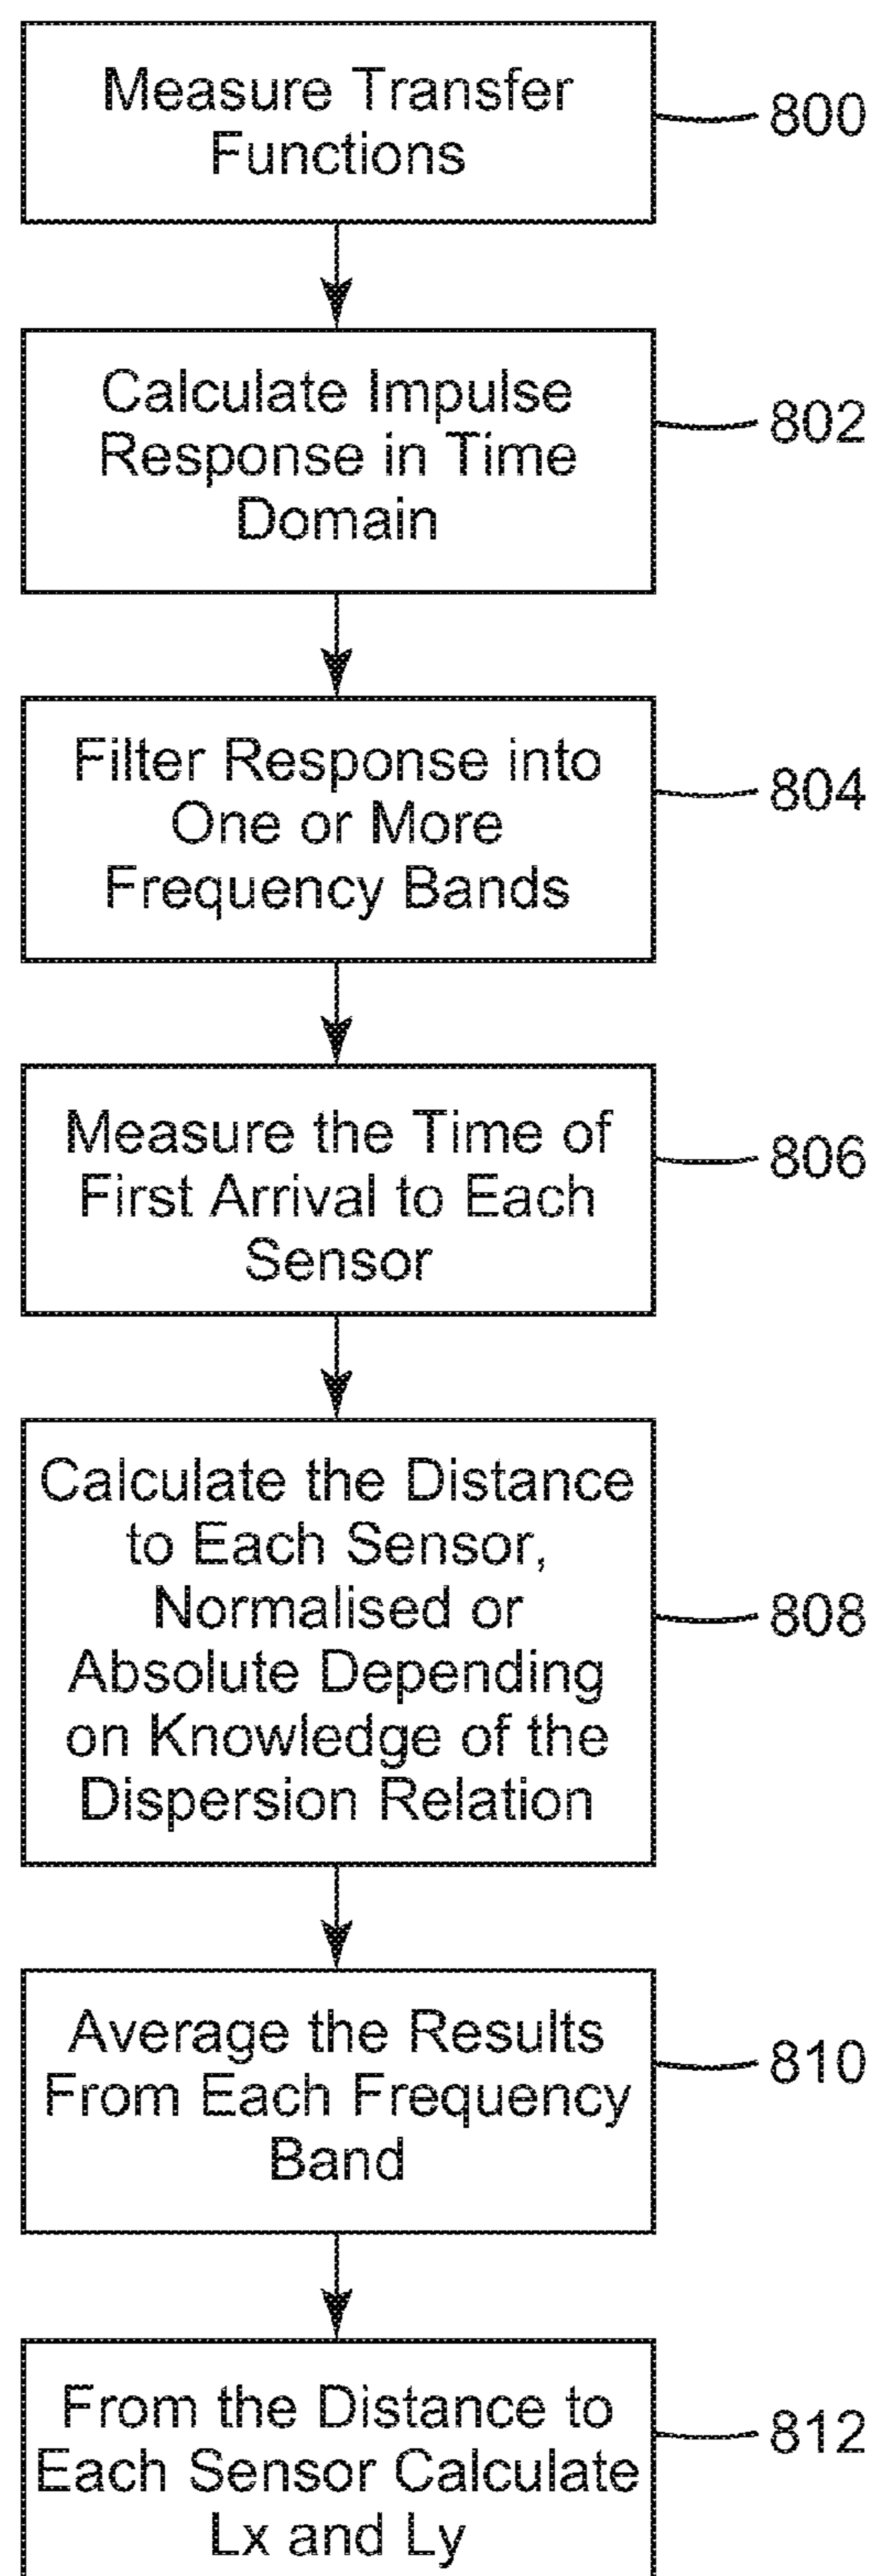 Measure Transfer
Functions
800
Calculate Impulse
Response in Time
Domain
802
Filter Response into
One or More
Frequency Bands
804
Measure the Time of
First Arrival to Each
Sensor
806
Calculate the Distance
to Each Sensor,
Normalised or
Absolute Depending
on Knowledge of the
Dispersion Relation
808
Average the Results
From Each Frequency
Band
810
From the Distance to
Each Sensor Calculate
Lx and Ly
812